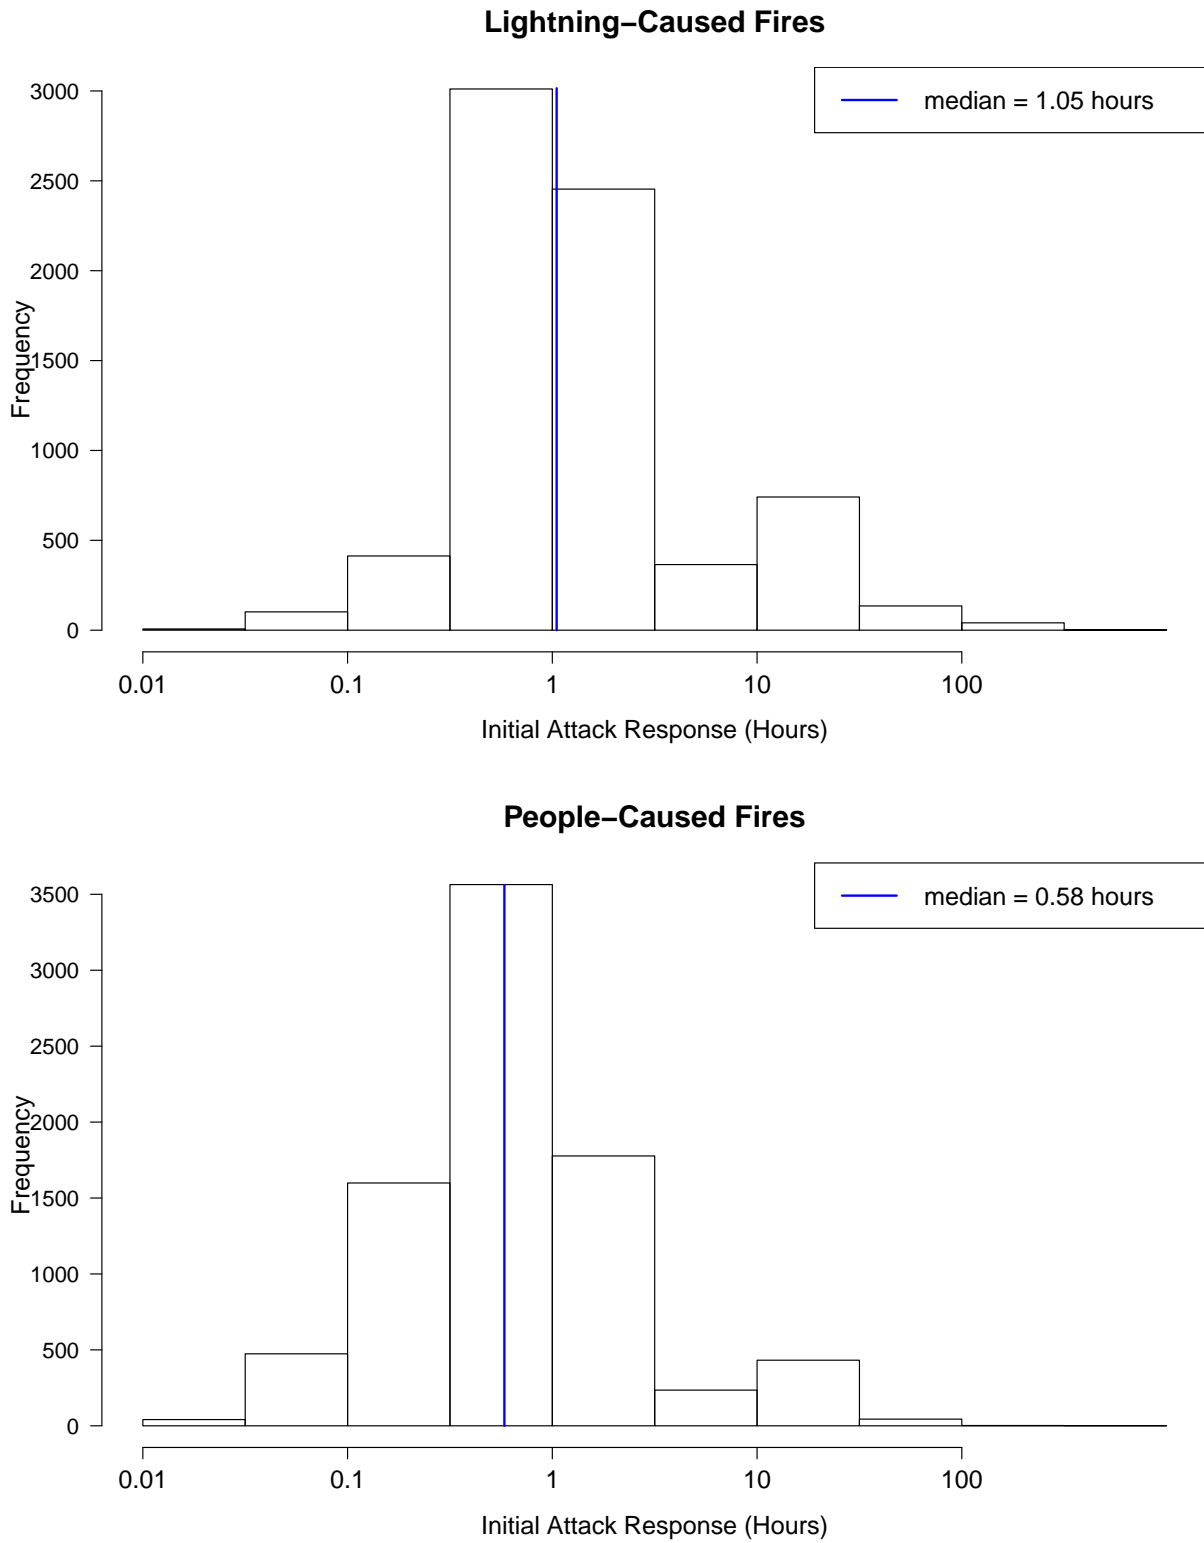 Lightning−Caused Fires
median = 1.05 hours
3000
2500
2000
1500
1000
500
0
Frequency
0.01 0.1 1 10 100
Initial Attack Response (Hours)
People−Caused Fires
median = 0.58 hours
3500
3000
2500
2000
1500
1000
500
0
Frequency
0.01 0.1 1 10 100
Initial Attack Response (Hours)